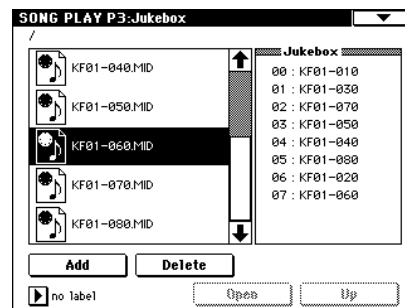 SONG PLAY P3:Jukebox
/
KF01-040.MID
KF01-050.MID
KF01-060.MID
KF01-070.MID
KF01-080.MID
Jukebox
00 : KF01-010
01 : KF01-030
02 : KF01-070
03 : KF01-050
04 : KF01-040
05 : KF01-080
06 : KF01-020
07 : KF01-060
Add Delete
no label Open Up